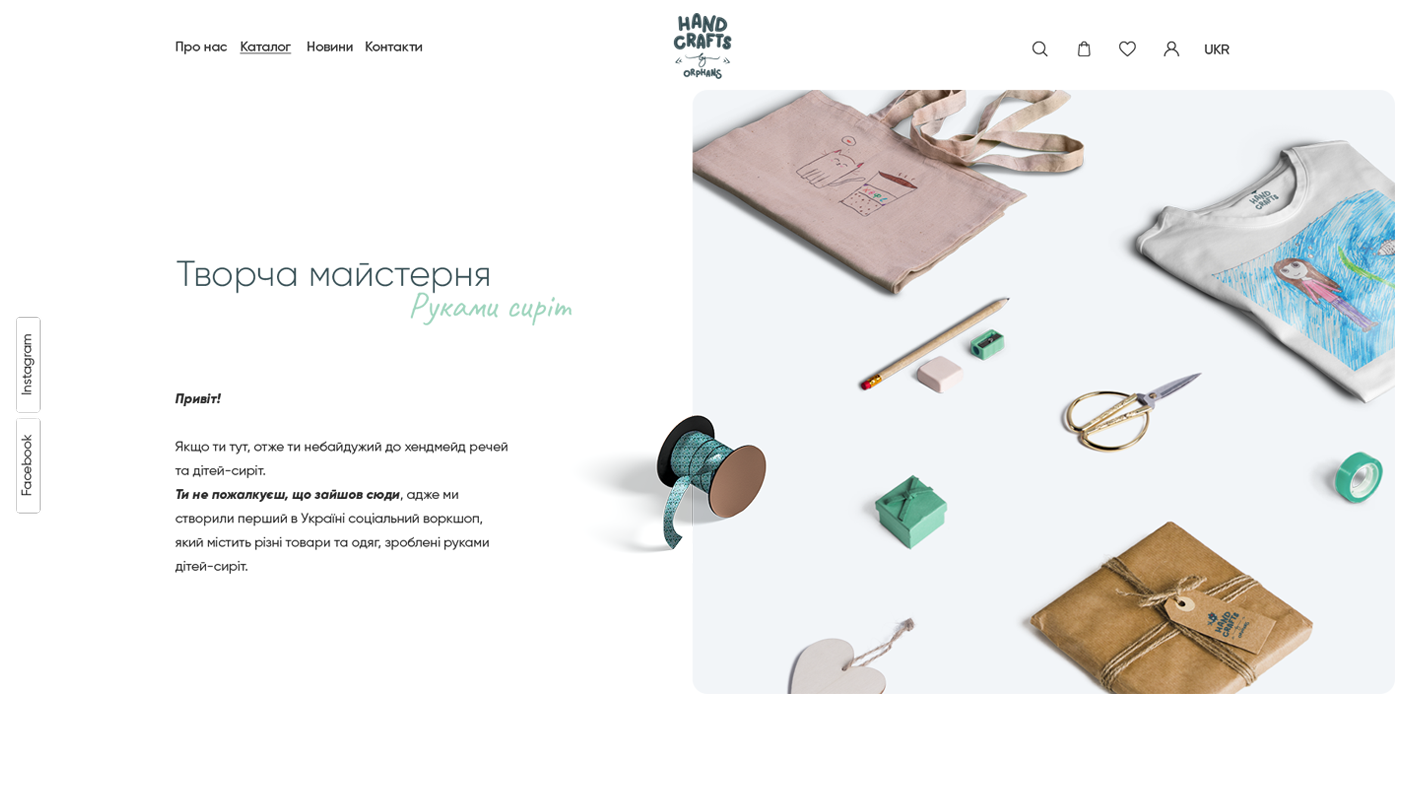 Про нас Каталог Новини Контакти
HAND
CRAFTS
by
ORPHANS
UKR
Творча майстерня
Руками сиріт
Instagram
Facebook
Привіт!
Якщо ти тут, отже ти небайдужий до хендмейд речей
та дітей-сиріт.
Ти не пожалкуєш, що зайшов сюди, адже ми
створили перший в Україні соціальний воркшоп,
який містить різні товари та одяг, зроблені руками
дітей-сиріт.
HAND
CRAFTS
HAND
CRAFTS